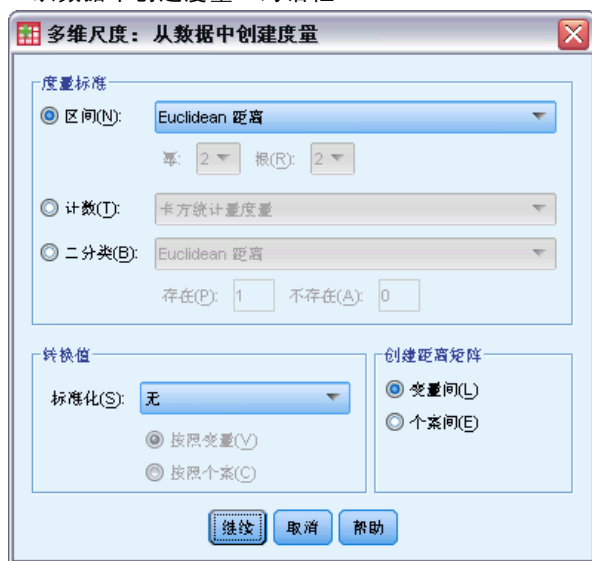 多维尺度：从数据中创建度量
度量标准
区间(N): Euclidean 距离
幂: 2 根(R): 2
计数(T): 卡方统计量度量
二分类(B): Euclidean 距离
存在(P): 1 不存在(A): 0
转换值
标准化(S): 无
按照变量(V)
按照个案(C)
创建距离矩阵
变量间(L)
个案间(E)
继续 取消 帮助